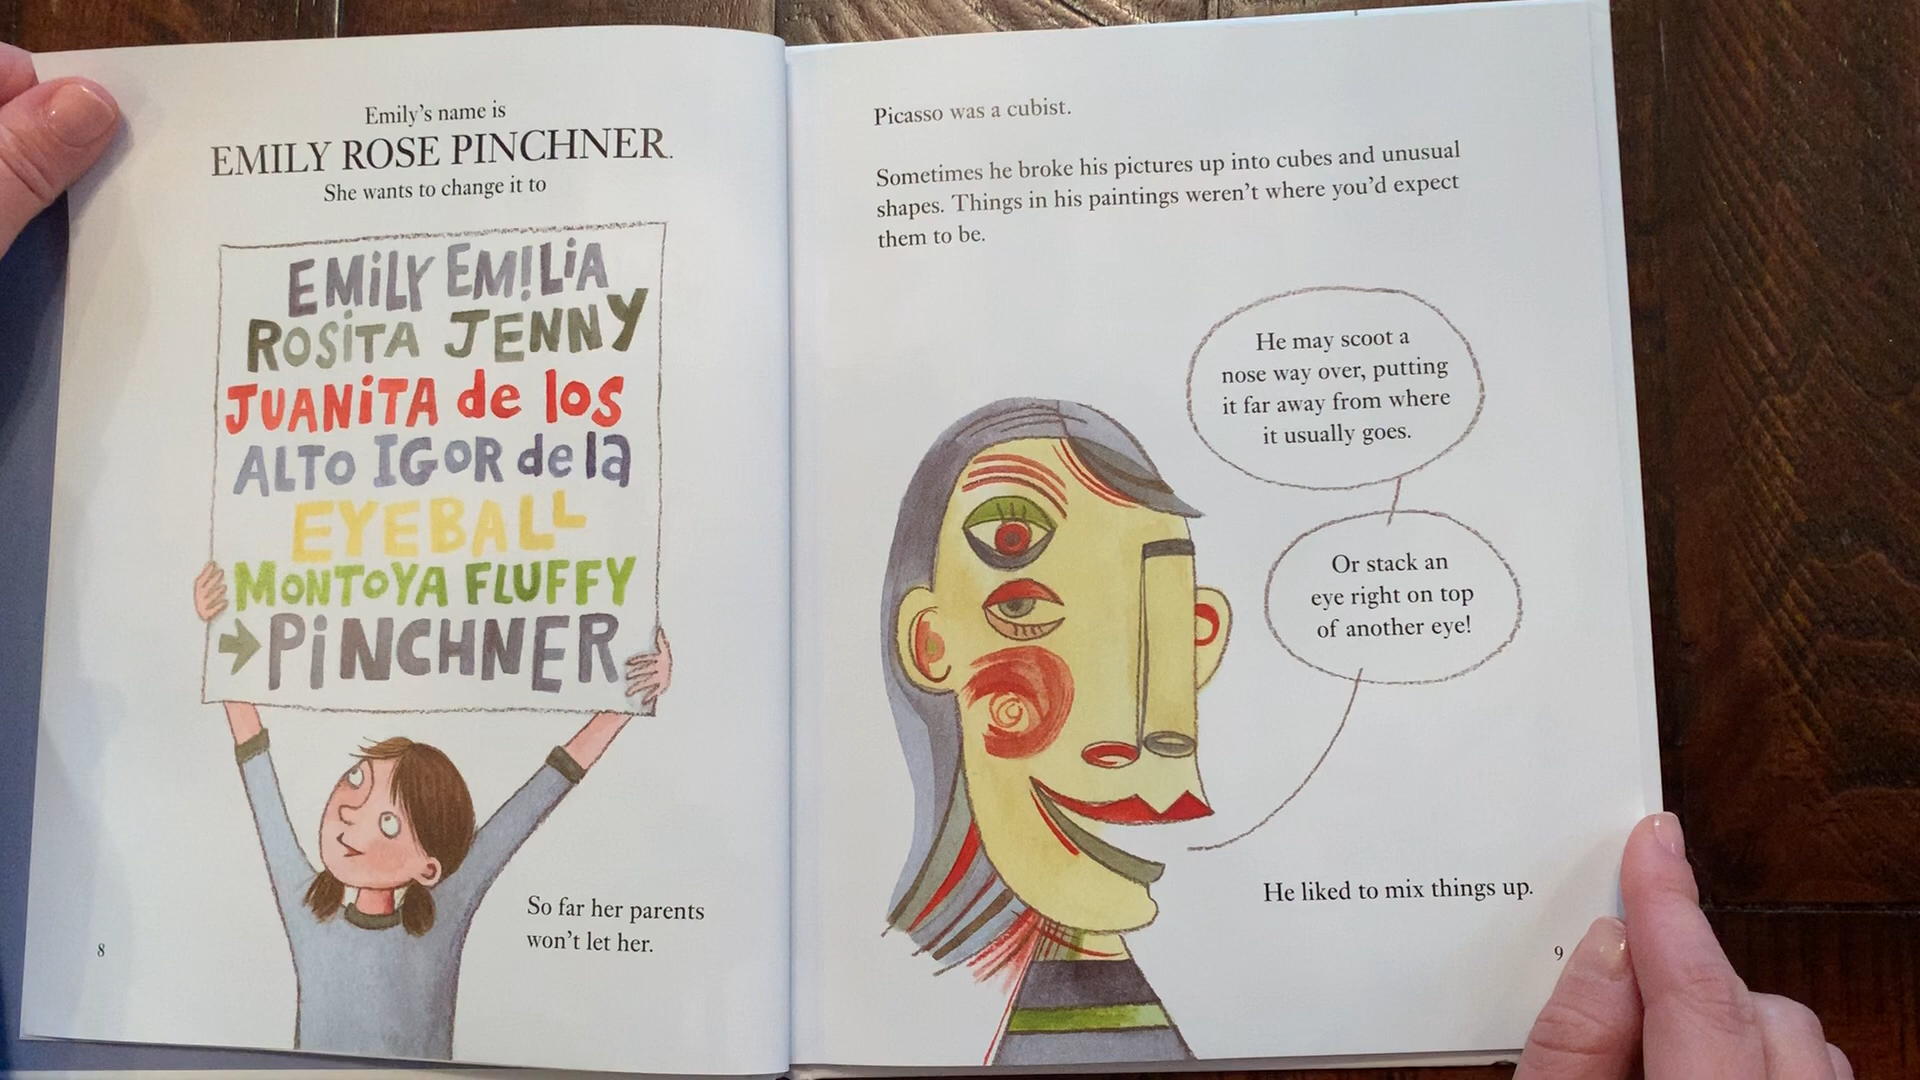 Emily's name is
EMILY ROSE PINCHNER.
She wants to change it to
EMiLY EM!LiA
ROSiTA JENNY
JUANiTA de los
ALTO IGOR de la
EYEBALL
MONTOYA FLUFFY
→PiNCHNER
So far her parents
won't let her.
8
Picasso was a cubist.
Sometimes he broke his pictures up into cubes and unusual
shapes. Things in his paintings weren't where you'd expect
them to be.
He may scoot a
nose way over, putting
it far away from where
it usually goes.
Or stack an
eye right on top
of another eye!
He liked to mix things up.
9